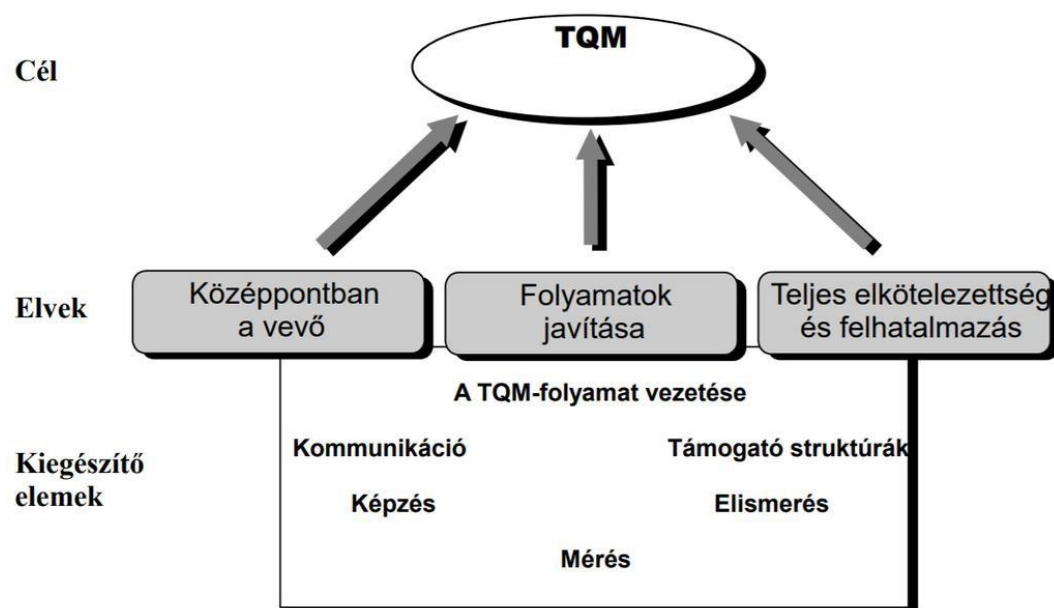 TQM
Cél
Elvek
Középpontban
a vevő
Folyamatok
javítása
Teljes elkötelezettség
és felhatalmazás
A TQM-folyamat vezetése
Kiegészítő
elemek
Kommunikáció
Támogató struktúrák
Képzés
Elismerés
Mérés